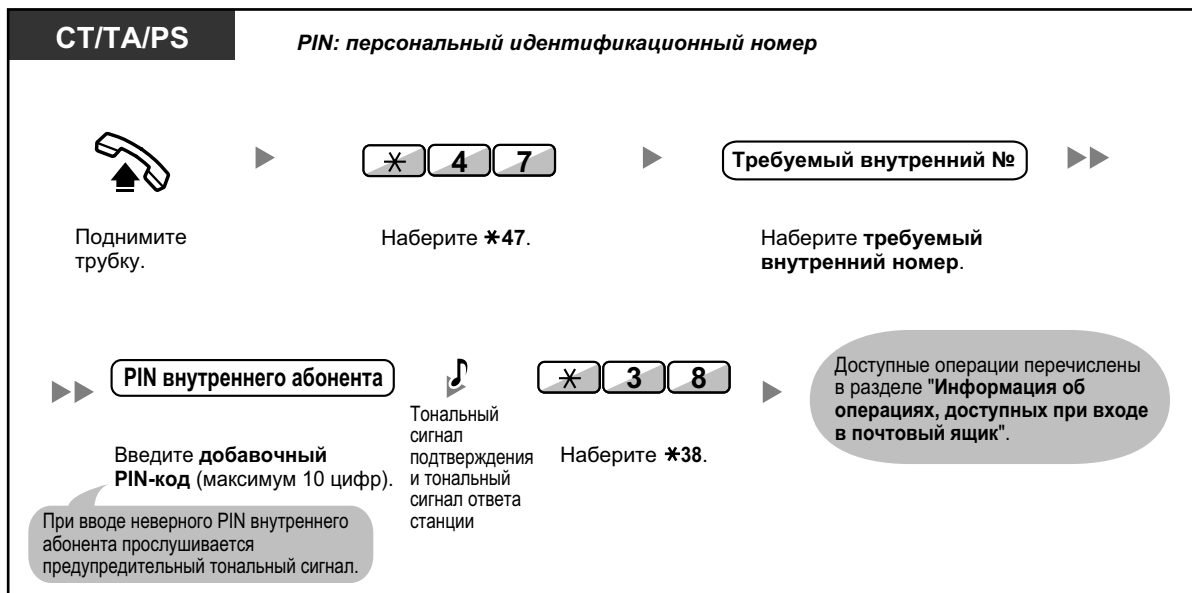 CT/TA/PS
PIN: персональный идентификационный номер
* 4 7
Требуемый внутренний №
Поднимите
трубку.
Наберите *47.
Наберите требуемый
внутренний номер.
PIN внутреннего абонента
Введите добавочный
PIN-код (максимум 10 цифр).
При вводе неверного PIN внутреннего
абонента прослушивается
предупредительный тональный сигнал.
Тональный
сигнал
подтверждения
и тональный
сигнал ответа
станции
* 3 8
Наберите *38.
Доступные операции перечислены
в разделе "Информация об
операциях, доступных при входе
в почтовый ящик".